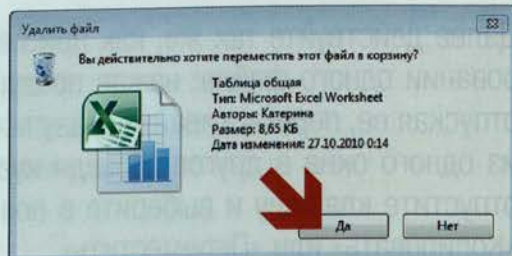 Удалить файл
Вы действительно хотите переместить этот файл в корзину?
Таблица общая
Тип: Microsoft Excel Worksheet
Авторы: Катерина
Размер: 8,65 КБ
Дата изменения: 27.10.2010 0:14
Да
Нет